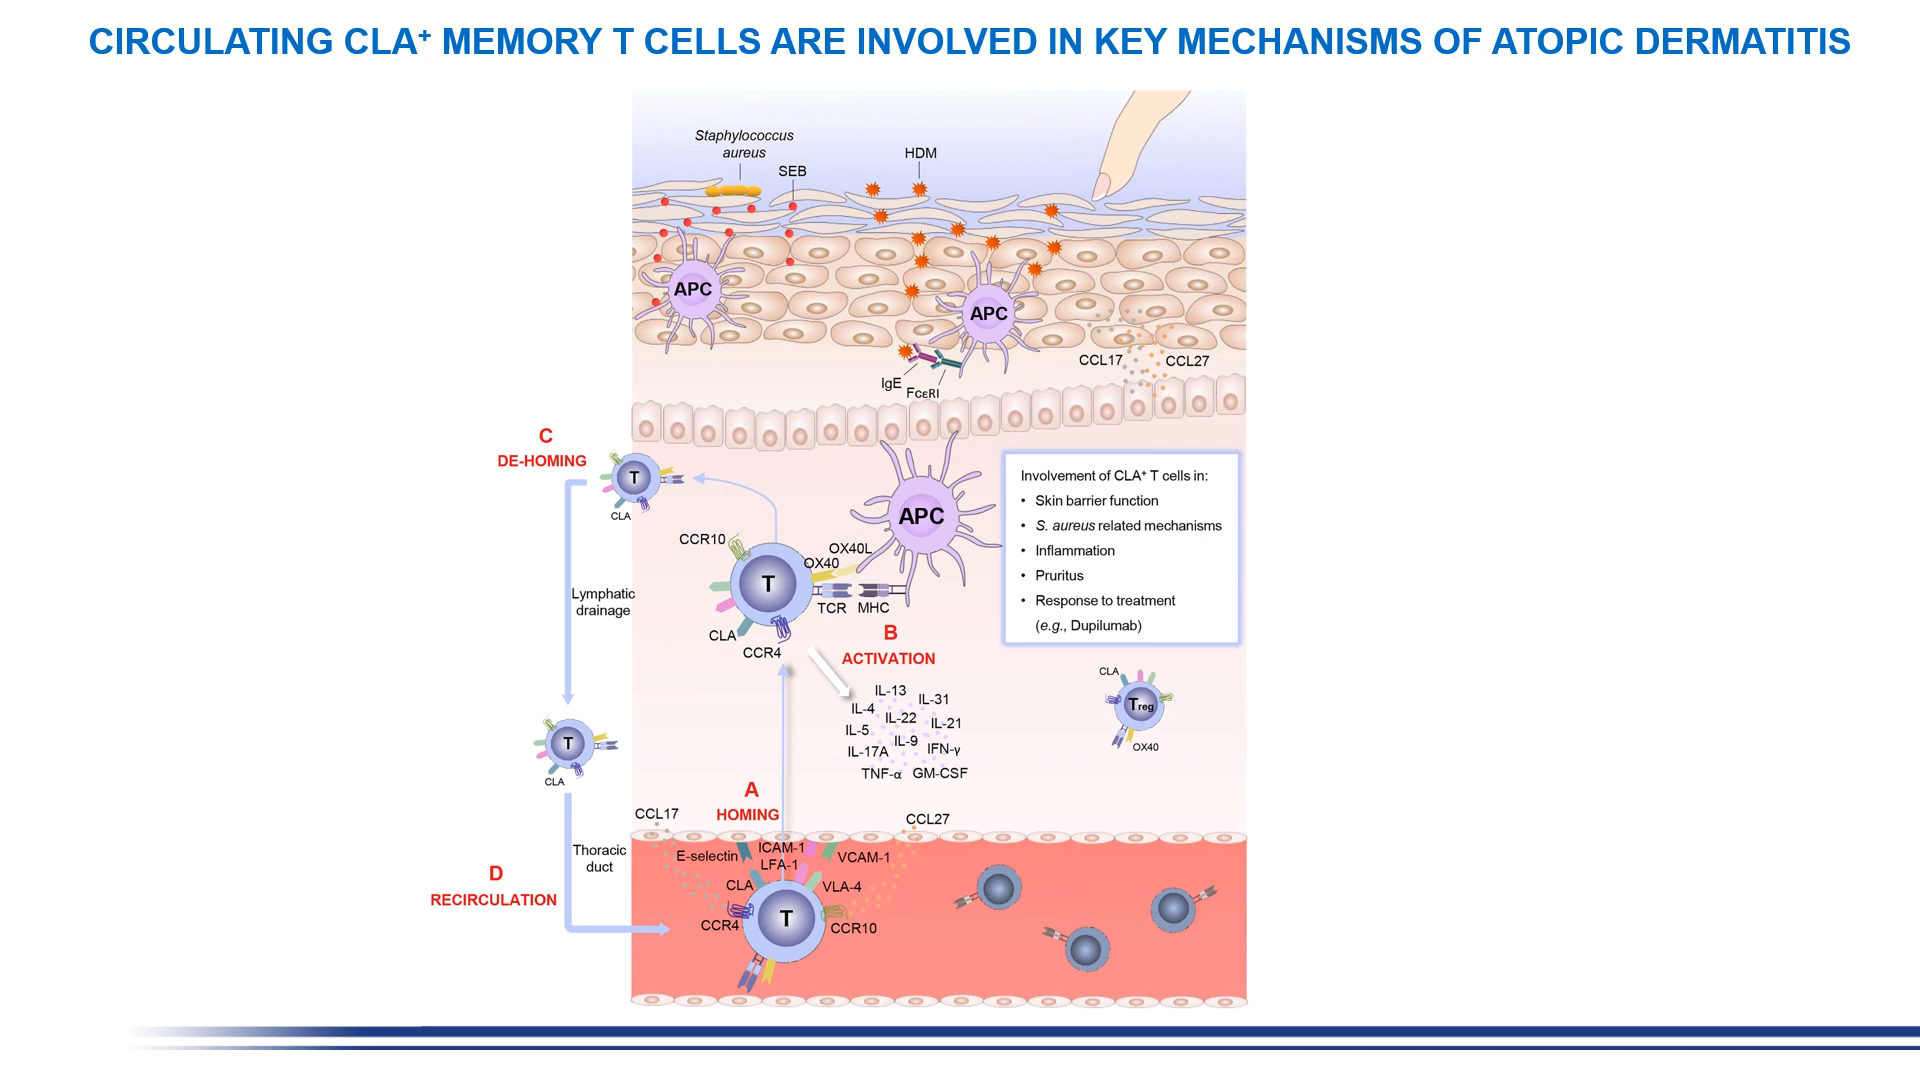 CIRCULATING CLA⁺ MEMORY T CELLS ARE INVOLVED IN KEY MECHANISMS OF ATOPIC DERMATITIS
Staphylococcus
aureus
SEB
HDM
APC
APC
CCL17
CCL27
IgE
FcεRI
C
DE-HOMING
T
CLA
APC
Involvement of CLA⁺ T cells in:
• Skin barrier function
• S. aureus related mechanisms
• Inflammation
• Pruritus
• Response to treatment
(e.g., Dupilumab)
CCR10
OX40L
OX40
T
TCR
MHC
CLA
CCR4
Lymphatic
drainage
B
ACTIVATION
IL-13
IL-31
IL-4
IL-22
IL-21
IL-5
IL-9
IL-17A
IFN-γ
TNF-α
GM-CSF
CLA
Treg
OX40
T
CLA
A
HOMING
CCL17
CCL27
Thoracic
duct
E-selectin
ICAM-1
LFA-1
VCAM-1
CLA
VLA-4
T
CCR4
CCR10
D
RECIRCULATION